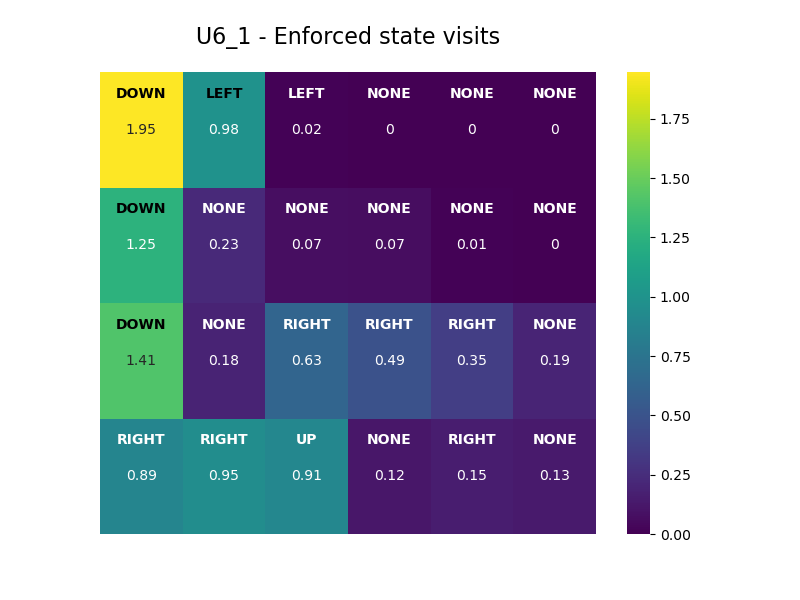 U6_1 - Enforced state visits
DOWN LEFT LEFT NONE NONE NONE
1.95 0.98 0.02 0 0 0
DOWN NONE NONE NONE NONE NONE
1.25 0.23 0.07 0.07 0.01 0
DOWN NONE RIGHT RIGHT RIGHT NONE
1.41 0.18 0.63 0.49 0.35 0.19
RIGHT RIGHT UP NONE RIGHT NONE
0.89 0.95 0.91 0.12 0.15 0.13
1.75
1.50
1.25
1.00
0.75
0.50
0.25
0.00